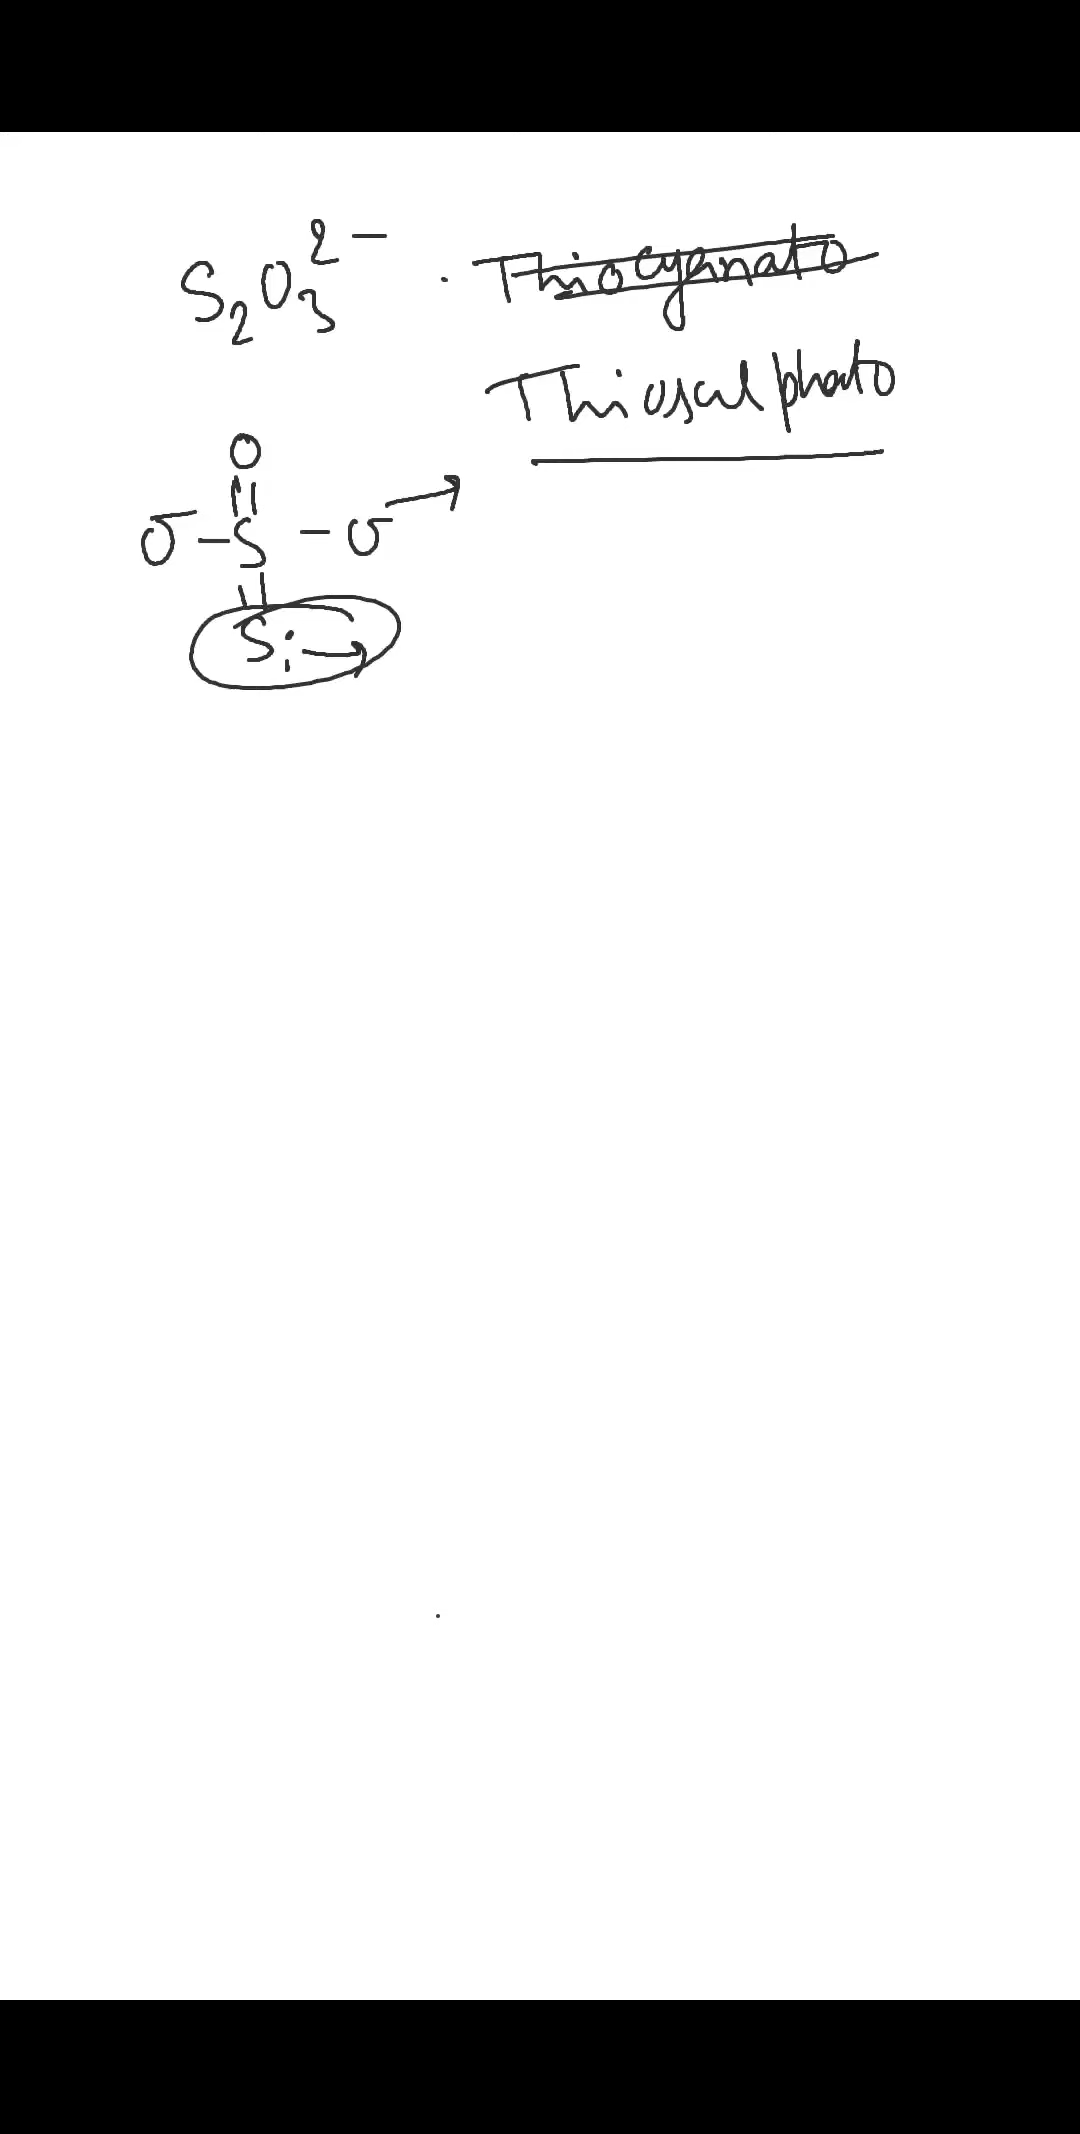 S₂O₃²⁻ . Thiocyanato
Thiosulphato
O
O⁻ – S – O⁻ →
S: →